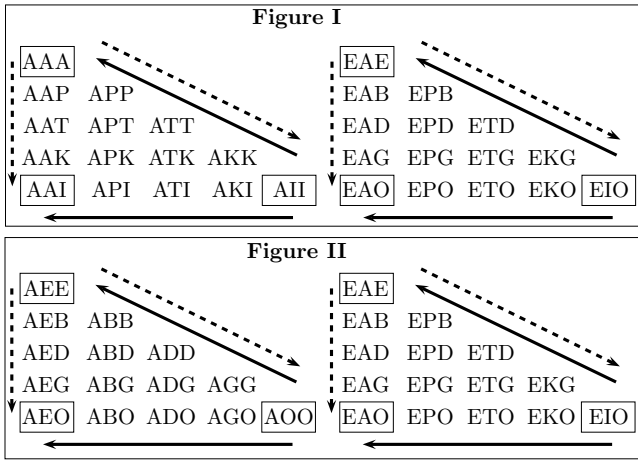 Figure I
AAA EAE
AAP APP EAB EPB
AAT APT ATT EAD EPD ETD
AAK APK ATK AKK EAG EPG ETG EKG
AAI API ATI AKI AII EAO EPO ETO EKO EIO
Figure II
AEE EAE
AEB ABB EAB EPB
AED ABD ADD EAD EPD ETD
AEG ABG ADG AGG EAG EPG ETG EKG
AEO ABO ADO AGO AOO EAO EPO ETO EKO EIO